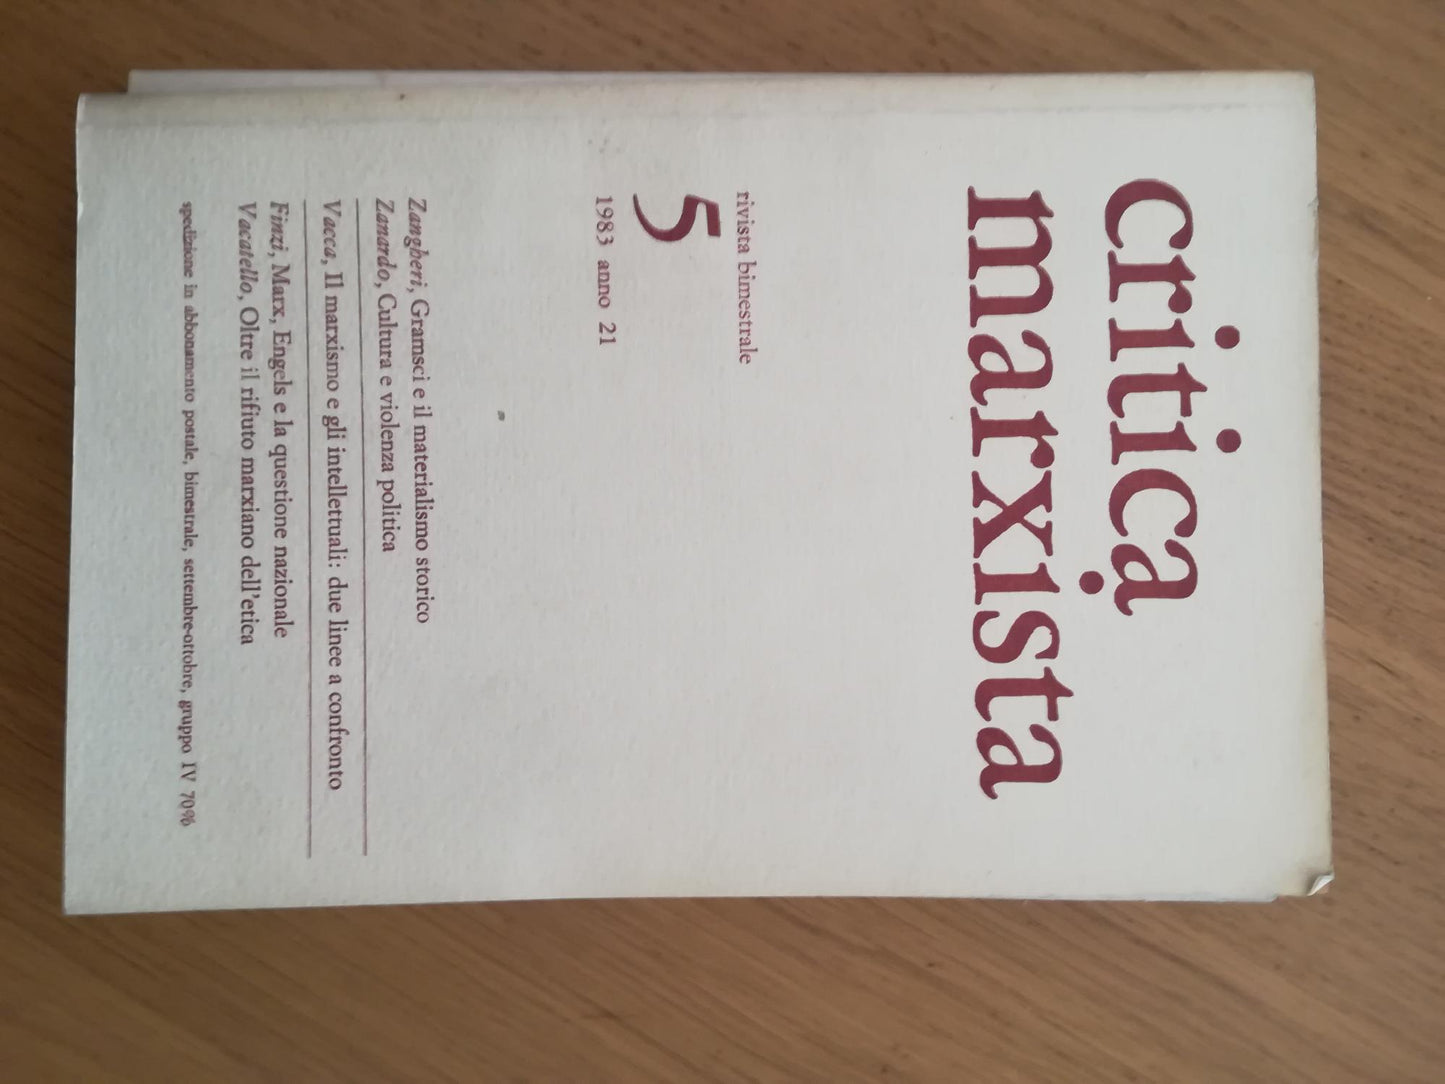 critica
marxista
rivista bimestrale
5
1983 anno 21
Zangheri, Gramsci e il materialismo storico
Zanardo, Cultura e violenza politica
Vacca, Il marxismo e gli intellettuali: due linee a confronto
Finzi, Marx, Engels e la questione nazionale
Vacatello, Oltre il rifiuto marxiano dell'etica
spedizione in abbonamento postale, bimestrale, settembre-ottobre, gruppo IV 70%